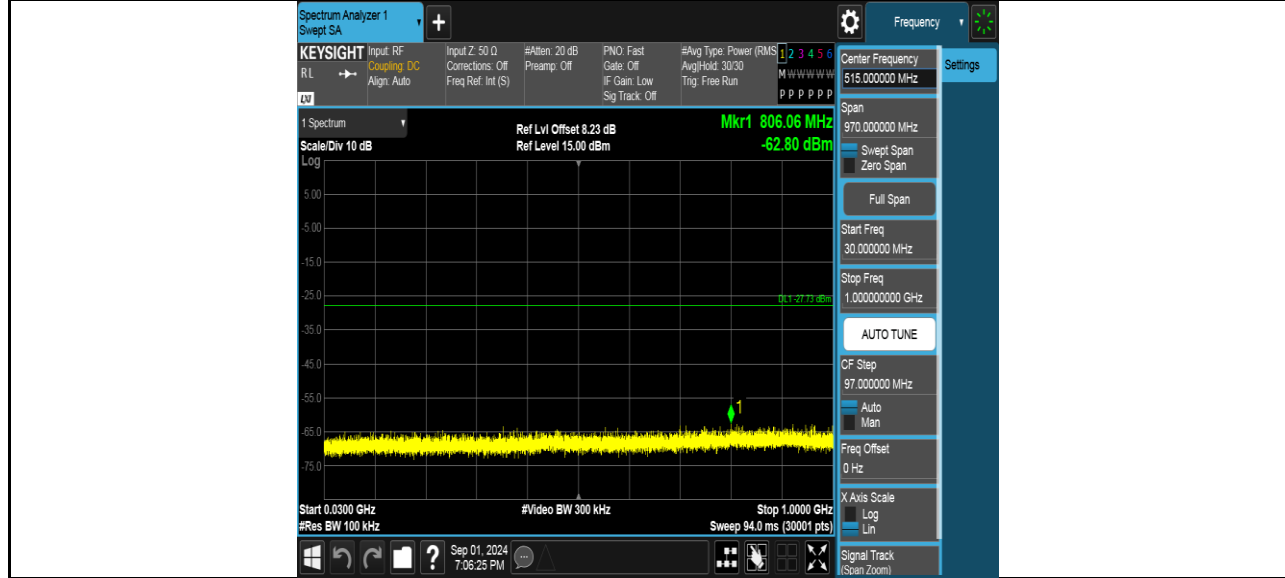 Spectrum Analyzer 1
Swept SA
+
Frequency
KEYSIGHT
RL
LXI
Input: RF
Coupling: DC
Align: Auto
Input Z: 50 Ω
Corrections: Off
Freq Ref: Int (S)
#Atten: 20 dB
Preamp: Off
PNO: Fast
Gate: Off
IF Gain: Low
Sig Track: Off
#Avg Type: Power (RMS
Avg|Hold: 30/30
Trig: Free Run
1 2 3 4 5 6
M W W W W W
P P P P P P
1 Spectrum
Scale/Div 10 dB
Ref Lvl Offset 8.23 dB
Ref Level 15.00 dBm
Mkr1 806.06 MHz
-62.80 dBm
Log
5.00
-5.00
-15.0
-25.0
DL1 -27.73 dBm
-35.0
-45.0
-55.0
1
-65.0
-75.0
Start 0.0300 GHz
#Video BW 300 kHz
Stop 1.0000 GHz
#Res BW 100 kHz
Sweep 94.0 ms (30001 pts)
?
Sep 01, 2024
7:06:25 PM
Center Frequency
515.000000 MHz
Settings
Span
970.000000 MHz
Swept Span
Zero Span
Full Span
Start Freq
30.000000 MHz
Stop Freq
1.000000000 GHz
AUTO TUNE
CF Step
97.000000 MHz
Auto
Man
Freq Offset
0 Hz
X Axis Scale
Log
Lin
Signal Track
(Span Zoom)